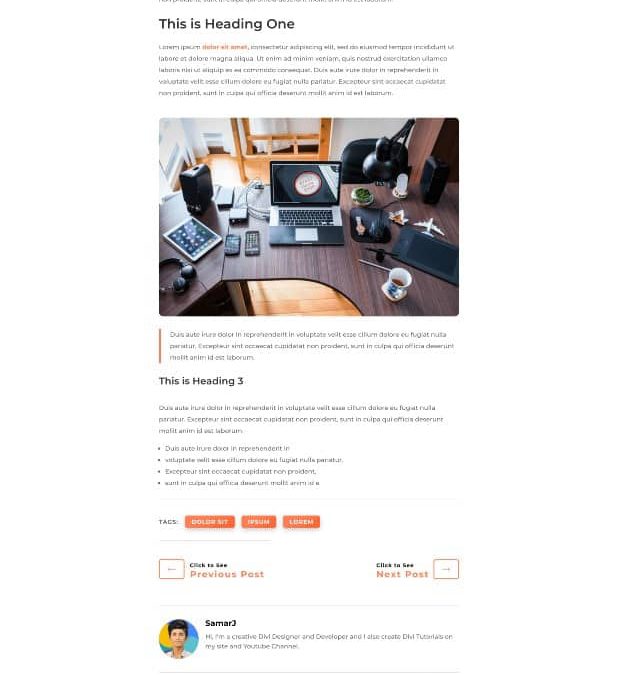 This is Heading One
Lorem ipsum dolor sit amet, consectetur adipiscing elit, sed do eiusmod tempor incididunt ut
labore et dolore magna aliqua. Ut enim ad minim veniam, quis nostrud exercitation ullamco
laboris nisi ut aliquip ex ea commodo consequat. Duis aute irure dolor in reprehenderit in
voluptate velit esse cillum dolore eu fugiat nulla pariatur. Excepteur sint occaecat cupidatat
non proident, sunt in culpa qui officia deserunt mollit anim id est laborum.
Duis aute irure dolor in reprehenderit in voluptate velit esse cillum dolore eu fugiat nulla
pariatur. Excepteur sint occaecat cupidatat non proident, sunt in culpa qui officia deserunt
mollit anim id est laborum.
This is Heading 3
Duis aute irure dolor in reprehenderit in voluptate velit esse cillum dolore eu fugiat nulla
pariatur. Excepteur sint occaecat cupidatat non proident, sunt in culpa qui officia deserunt
mollit anim id est laborum.
Duis aute irure dolor in reprehenderit in
voluptate velit esse cillum dolore eu fugiat nulla pariatur.
Excepteur sint occaecat cupidatat non proident,
sunt in culpa qui officia deserunt mollit anim id e
TAGS: DOLOR SIT IPSUM LOREM
Click to See Click to See
← Previous Post Next Post →
SamarJ
Hi, I'm a creative Divi Designer and Developer and I also create Divi Tutorials on
my site and Youtube Channel.